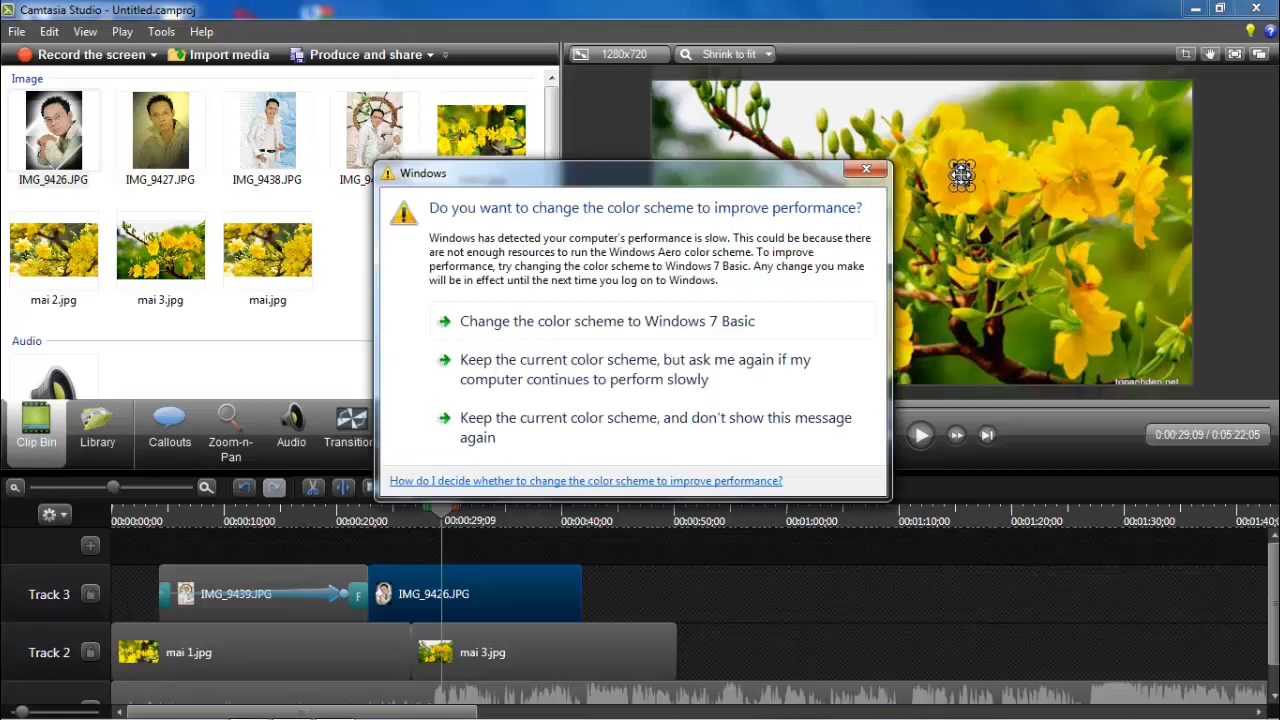 Camtasia Studio - Untitled.camproj
File Edit View Play Tools Help
Record the screen Import media Produce and share
1280x720 Shrink to fit
Image
IMG_9426.JPG IMG_9427.JPG IMG_9438.JPG
mai 2.jpg mai 3.jpg mai.jpg
Audio
Windows
Do you want to change the color scheme to improve performance?
Windows has detected your computer's performance is slow. This could be because there
are not enough resources to run the Windows Aero color scheme. To improve
performance, try changing the color scheme to Windows 7 Basic. Any change you make
will be in effect until the next time you log on to Windows.
Change the color scheme to Windows 7 Basic
Keep the current color scheme, but ask me again if my
computer continues to perform slowly
Keep the current color scheme, and don't show this message
again
How do I decide whether to change the color scheme to improve performance?
topanhdep.net
Clip Bin Library Callouts Zoom-n-
Pan Audio Transition
0:00:29;09 / 0:05:22;05
00:00:00;00 00:00:10;00 00:00:20;00 00:00:29;09 00:00:40;00 00:00:50;00 00:01:00;00 00:01:10;00 00:01:20;00 00:01:30;00 00:01:40;0
Track 3 IMG_9439.JPG F IMG_9426.JPG
Track 2 mai 1.jpg mai 3.jpg